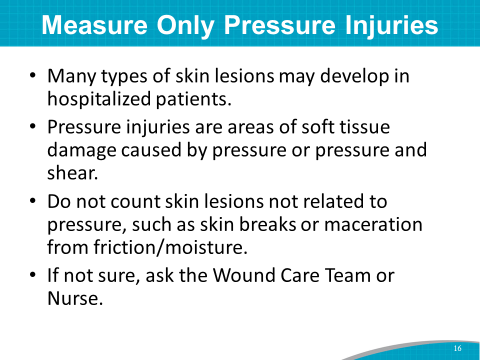 Measure Only Pressure Injuries
• Many types of skin lesions may develop in
hospitalized patients.
• Pressure injuries are areas of soft tissue
damage caused by pressure or pressure and
shear.
• Do not count skin lesions not related to
pressure, such as skin breaks or maceration
from friction/moisture.
• If not sure, ask the Wound Care Team or
Nurse.
16